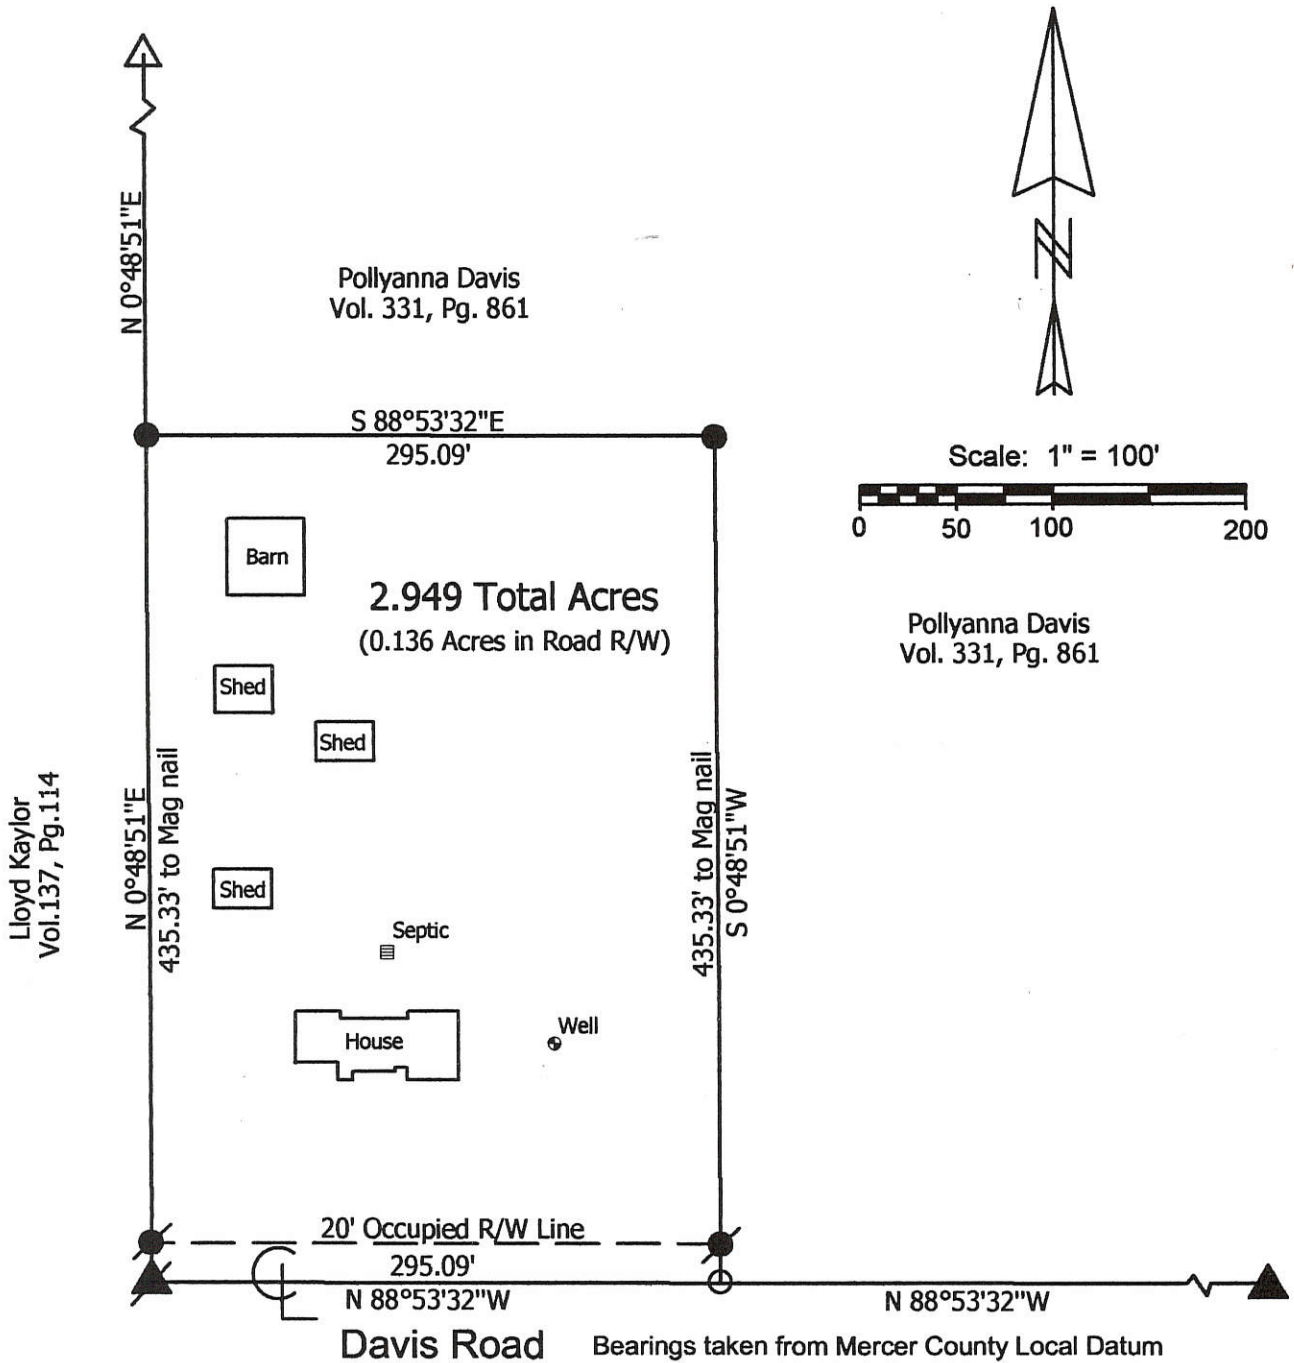 N 0°48'51"E
Pollyanna Davis
Vol. 331, Pg. 861
N
S 88°53'32"E
295.09'
Scale: 1" = 100'
0 50 100 200
Barn
2.949 Total Acres
(0.136 Acres in Road R/W)
Pollyanna Davis
Vol. 331, Pg. 861
Shed
Shed
Lloyd Kaylor
Vol.137, Pg.114
N 0°48'51"E
435.33' to Mag nail
435.33' to Mag nail
S 0°48'51"W
Shed
Septic
House
Well
20' Occupied R/W Line
295.09'
N 88°53'32"W
N 88°53'32"W
CL
Davis Road
Bearings taken from Mercer County Local Datum